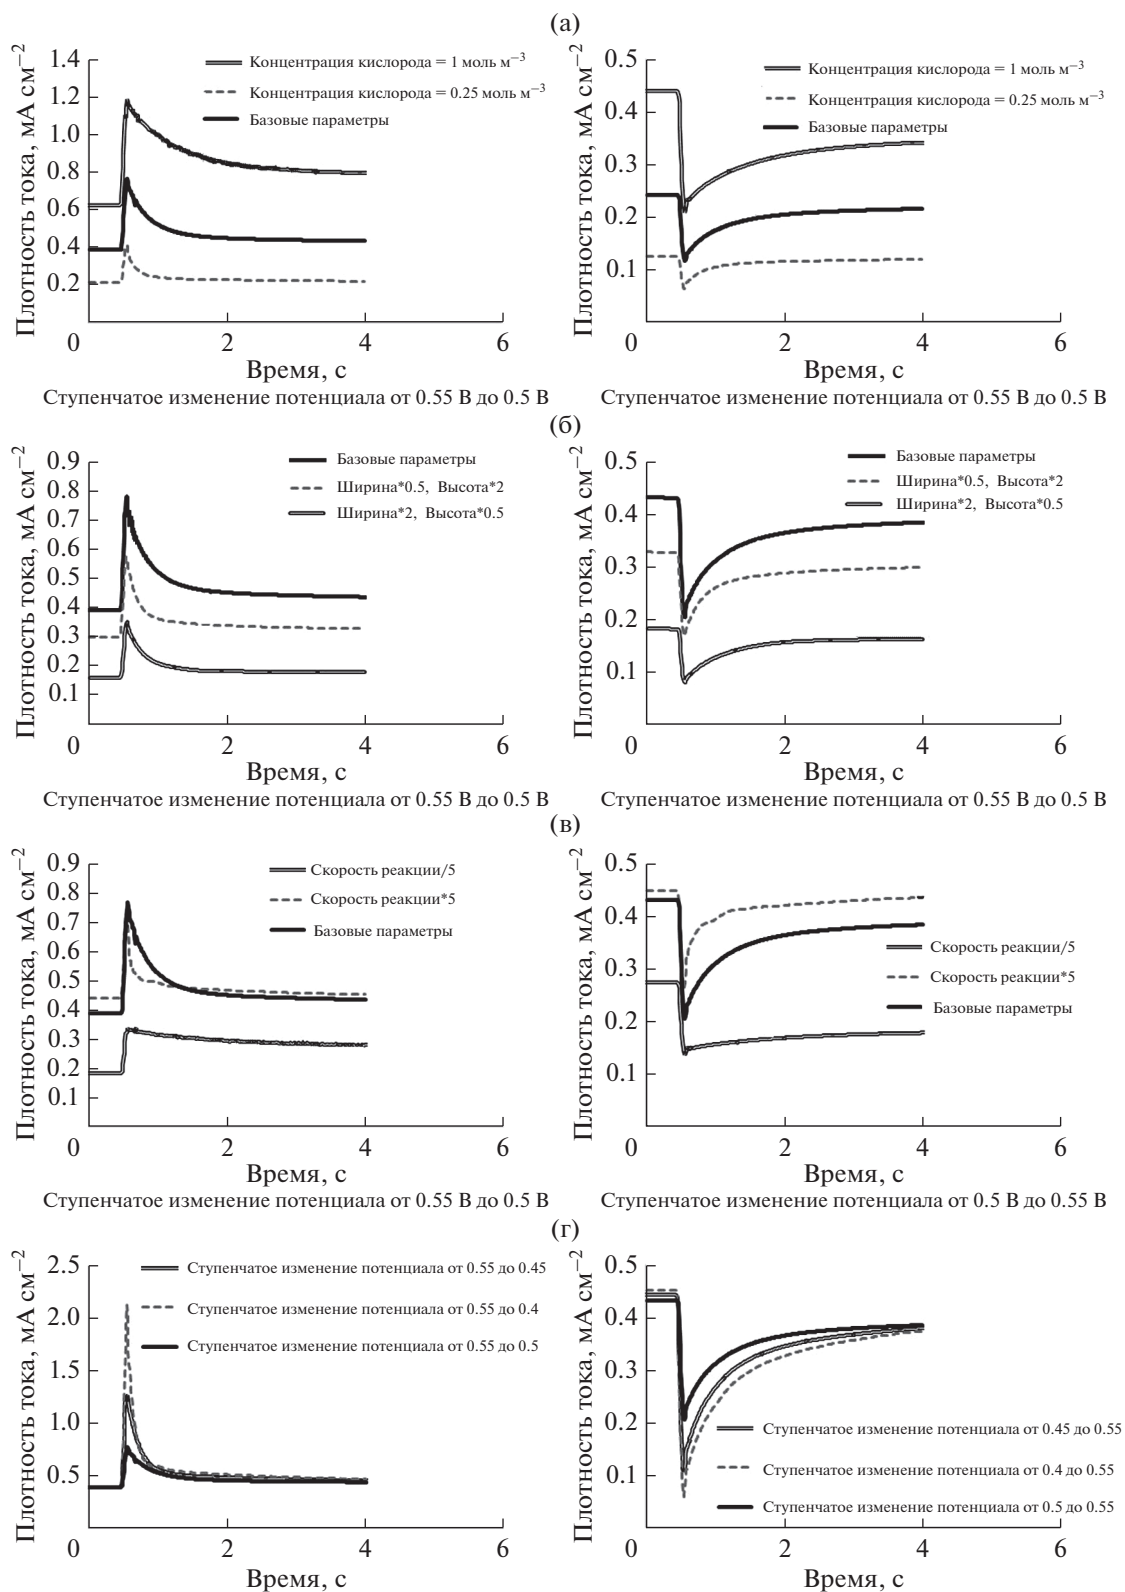 (а)
Плотность тока, мА см−2
1.4
1.2
1.0
0.8
0.6
0.4
0.2
0
2
4
6
Время, с
Концентрация кислорода = 1 моль м−3
Концентрация кислорода = 0.25 моль м−3
Базовые параметры
Ступенчатое изменение потенциала от 0.55 В до 0.5 В
Плотность тока, мА см−2
0.5
0.4
0.3
0.2
0.1
0
2
4
6
Время, с
Концентрация кислорода = 1 моль м−3
Концентрация кислорода = 0.25 моль м−3
Базовые параметры
Ступенчатое изменение потенциала от 0.55 В до 0.5 В
(б)
Плотность тока, мА см−2
0.9
0.8
0.7
0.6
0.5
0.4
0.3
0.2
0.1
0
2
4
6
Время, с
Базовые параметры
Ширина*0.5, Высота*2
Ширина*2, Высота*0.5
Ступенчатое изменение потенциала от 0.55 В до 0.5 В
Плотность тока, мА см−2
0.5
0.4
0.3
0.2
0.1
0
2
4
6
Время, с
Базовые параметры
Ширина*0.5, Высота*2
Ширина*2, Высота*0.5
Ступенчатое изменение потенциала от 0.55 В до 0.5 В
(в)
Плотность тока, мА см−2
0.9
0.8
0.7
0.6
0.5
0.4
0.3
0.2
0.1
0
2
4
6
Время, с
Скорость реакции/5
Скорость реакции*5
Базовые параметры
Ступенчатое изменение потенциала от 0.55 В до 0.5 В
Плотность тока, мА см−2
0.5
0.4
0.3
0.2
0.1
0
2
4
6
Время, с
Скорость реакции/5
Скорость реакции*5
Базовые параметры
Ступенчатое изменение потенциала от 0.5 В до 0.55 В
(г)
Плотность тока, мА см−2
2.5
2.0
1.5
1.0
0.5
0
2
4
6
Время, с
Ступенчатое изменение потенциала от 0.55 до 0.45
Ступенчатое изменение потенциала от 0.55 до 0.4
Ступенчатое изменение потенциала от 0.55 до 0.5
Плотность тока, мА см−2
0.5
0.4
0.3
0.2
0.1
0
2
4
6
Время, с
Ступенчатое изменение потенциала от 0.45 до 0.55
Ступенчатое изменение потенциала от 0.4 до 0.55
Ступенчатое изменение потенциала от 0.5 до 0.55